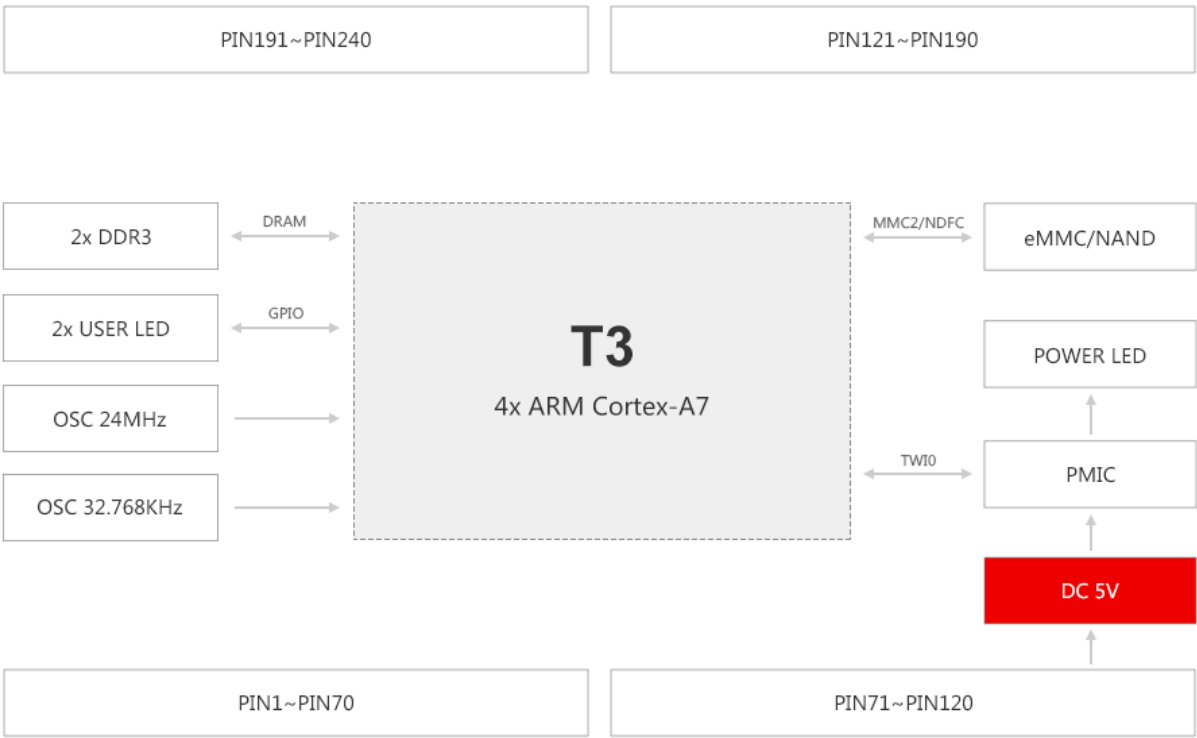 PIN191~PIN240
PIN121~PIN190
2x DDR3
DRAM
MMC2/NDFC
eMMC/NAND
2x USER LED
GPIO
T3
4x ARM Cortex-A7
POWER LED
OSC 24MHz
TWI0
PMIC
OSC 32.768KHz
DC 5V
PIN1~PIN70
PIN71~PIN120